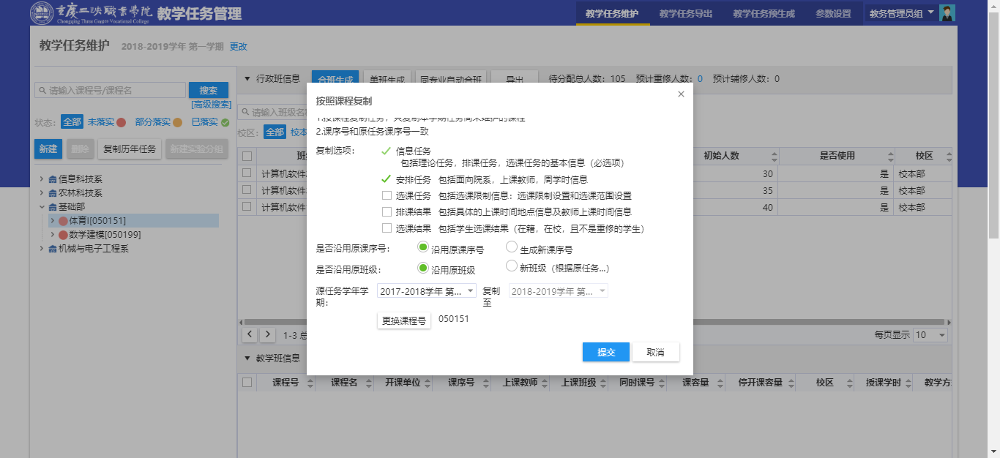 重庆三峡职业学院
Chongqing Three Gorges Vocational College
教学任务管理
教学任务维护 教学任务导出 教学任务预生成 参数设置 教务管理员组
教学任务维护 2018-2019学年 第一学期 更改
请输入课程号/课程名 搜索
[高级搜索]
状态: 全部 未落实 部分落实 已落实
新建 删除 复制历年任务 新建实验分组
信息科技系
农林科技系
基础部
体育I[050151]
数学建模[050199]
机械与电子工程系
行政班信息 合班生成 单班生成 同专业自动合班 导出 待分配总人数: 105 预计重修人数: 0 预计辅修人数: 0
请输入班级名
校区: 全部 校本
初始人数 是否使用 校区
计算机软件 30 是 校本部
计算机软件 35 是 校本部
计算机软件 40 是 校本部
1-3 总 每页显示 10
教学班信息
课程号 课程名 开课单位 课序号 上课教师 上课班级 同时课号 课容量 停开课容量 校区 授课学时 教学方
按照课程复制 ×
1.按课程复制任务，只复制本学期任务尚未维护的课程
2.课序号和原任务课序号一致
复制选项: 信息任务
包括理论任务，排课任务，选课任务的基本信息（必选项）
安排任务 包括面向院系，上课教师，周学时信息
选课任务 包括选课限制信息：选课限制设置和选课范围设置
排课结果 包括具体的上课时间地点信息及教师上课时间信息
选课结果 包括学生选课结果（在籍，在校，且不是重修的学生）
是否沿用原课序号: 沿用原课序号 生成新课序号
是否沿用原班级: 沿用原班级 新班级（根据原任务...）
源任务学年学期: 2017-2018学年 第... 复制至 2018-2019学年 第...
更换课程号 050151
提交 取消